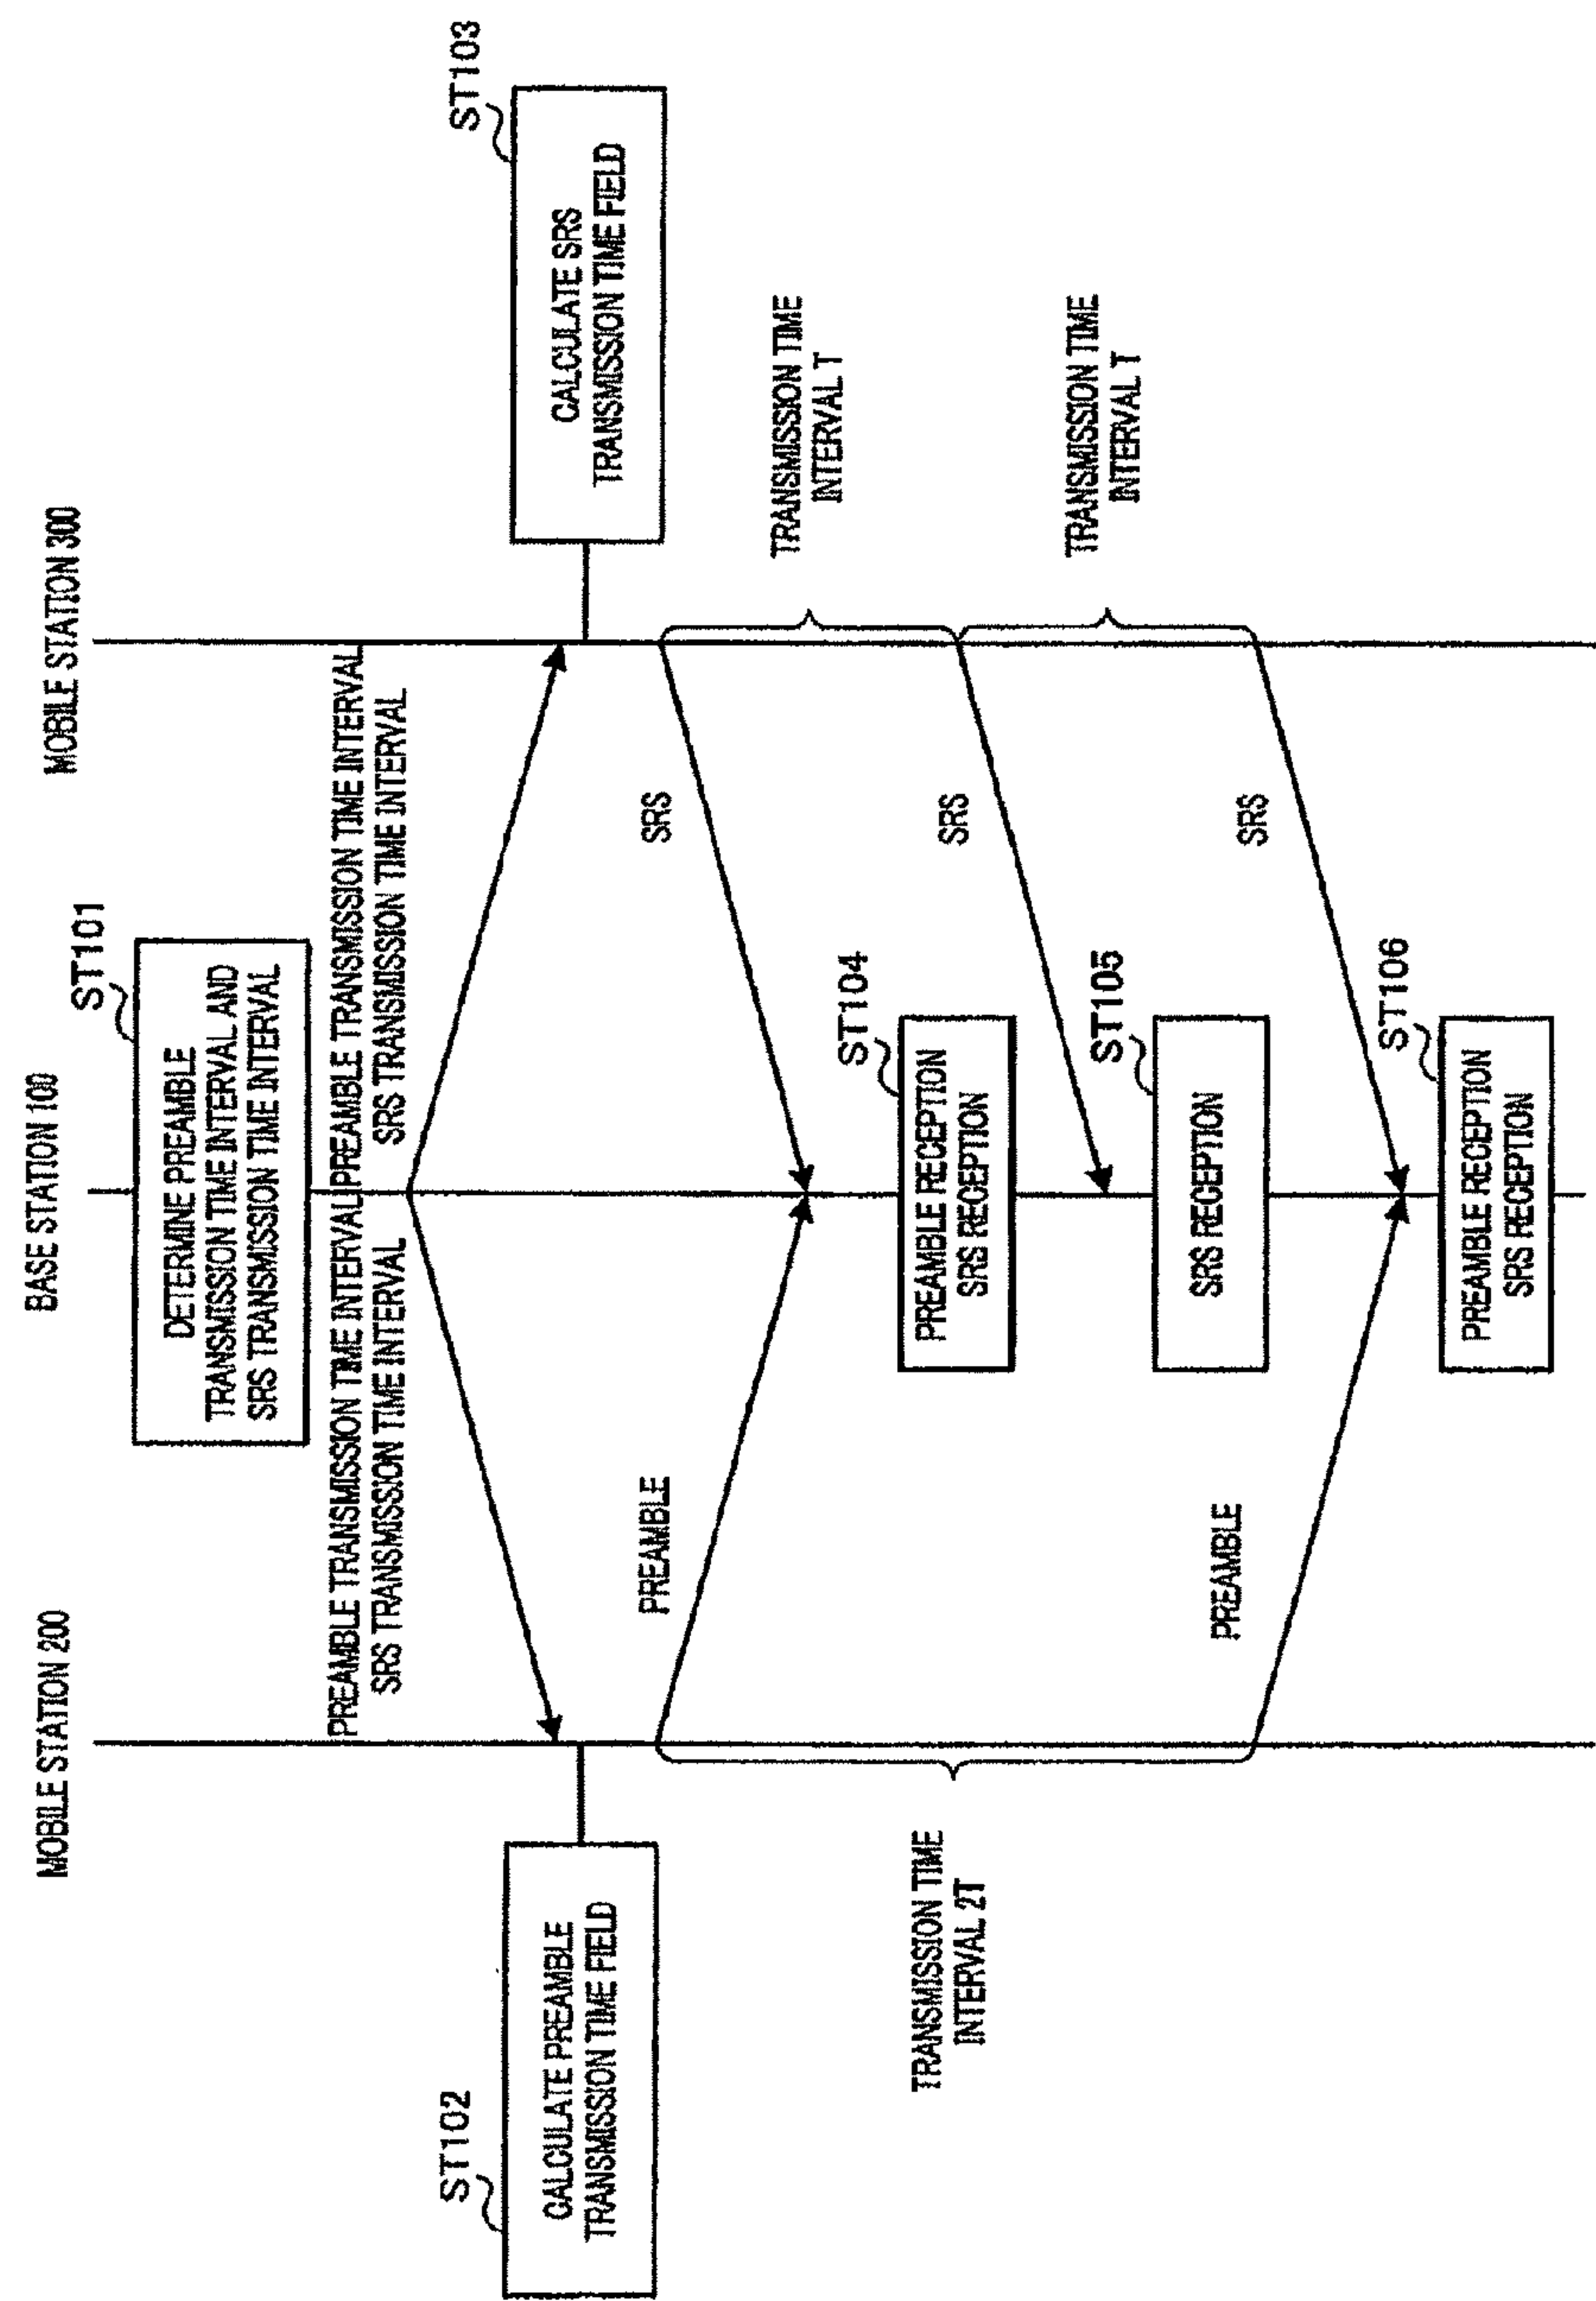 MOBILE STATION 200
BASE STATION 100
MOBILE STATION 300
ST101
DETERMINE PREAMBLE
TRANSMISSION TIME INTERVAL AND
SRS TRANSMISSION TIME INTERVAL
PREAMBLE TRANSMISSION TIME INTERVAL
SRS TRANSMISSION TIME INTERVAL
PREAMBLE TRANSMISSION TIME INTERVAL
SRS TRANSMISSION TIME INTERVAL
ST102
CALCULATE PREAMBLE
TRANSMISSION TIME FIELD
ST103
CALCULATE SRS
TRANSMISSION TIME FIELD
PREAMBLE
SRS
TRANSMISSION TIME
INTERVAL T
ST104
PREAMBLE RECEPTION
SRS RECEPTION
TRANSMISSION TIME
INTERVAL 2T
SRS
TRANSMISSION TIME
INTERVAL T
ST105
SRS RECEPTION
PREAMBLE
SRS
ST106
PREAMBLE RECEPTION
SRS RECEPTION